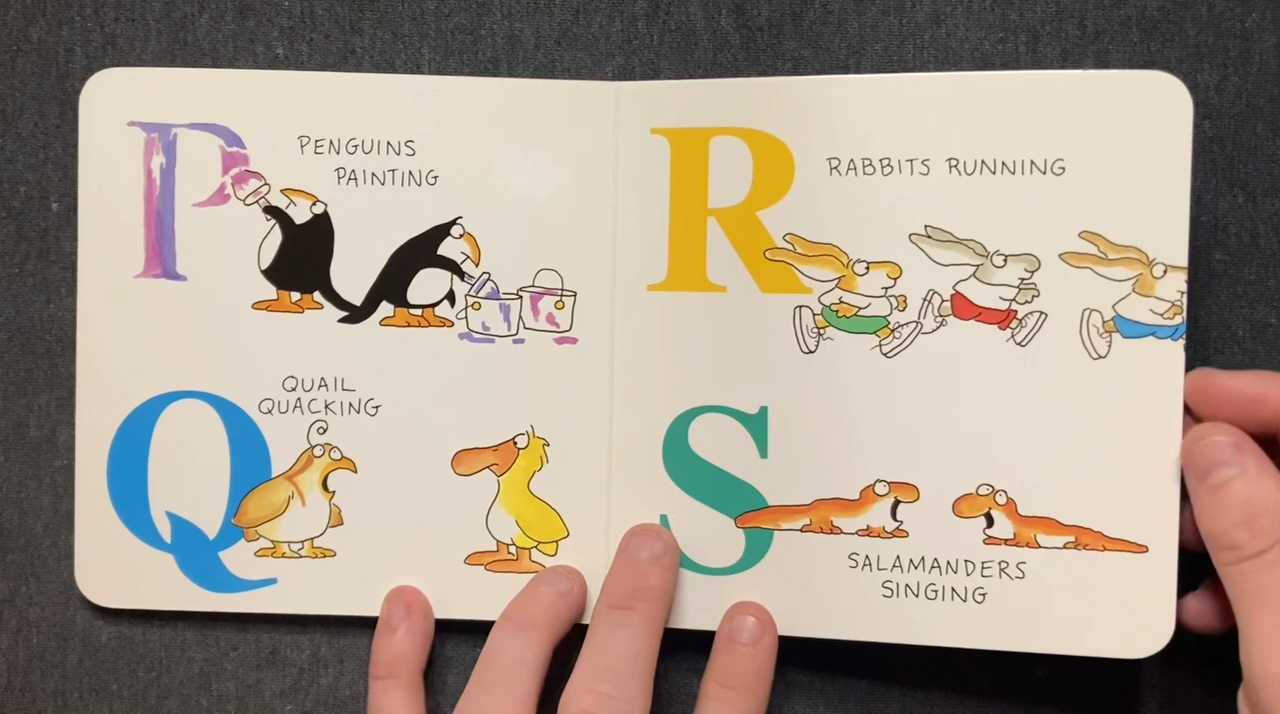 P
PENGUINS
PAINTING
Q
QUAIL
QUACKING
R
RABBITS RUNNING
S
SALAMANDERS
SINGING